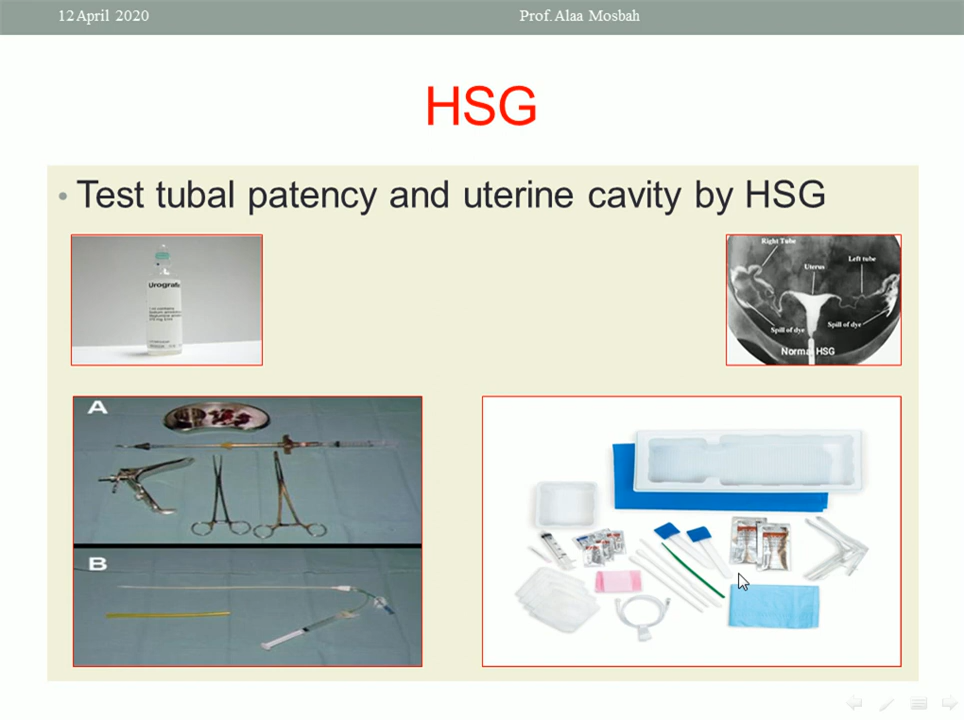 12 April 2020
Prof. Alaa Mosbah
HSG
• Test tubal patency and uterine cavity by HSG
Urografi
Right Tube
Left tube
Uterus
Spill of dye
Spill of dye
Normal HSG
A
B